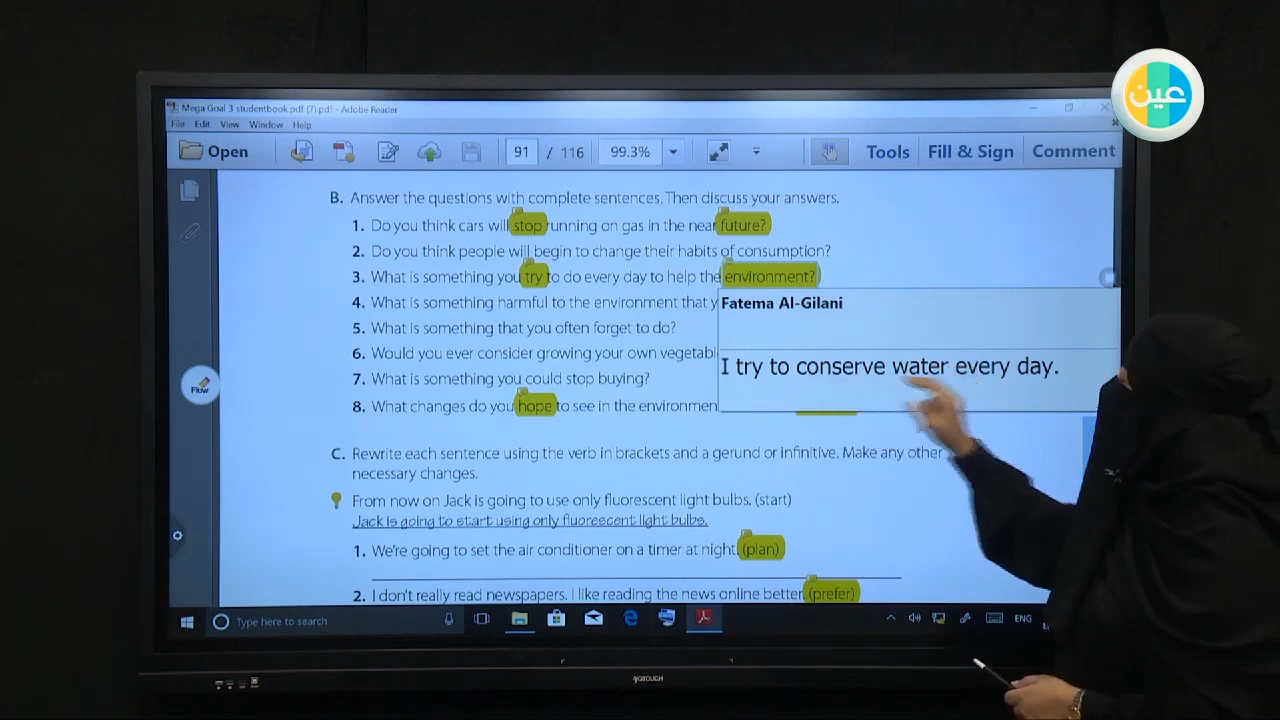 عين
Mega Goal 3 studentbook.pdf (7).pdf - Adobe Reader
File Edit View Window Help
Open 91 / 116 99.3% Tools Fill & Sign Comment
B. Answer the questions with complete sentences. Then discuss your answers.
1. Do you think cars will stop running on gas in the near future?
2. Do you think people will begin to change their habits of consumption?
3. What is something you try to do every day to help the environment?
4. What is something harmful to the environment that y
Fatema Al-Gilani
5. What is something that you often forget to do?
6. Would you ever consider growing your own vegetabl
I try to conserve water every day.
7. What is something you could stop buying?
8. What changes do you hope to see in the environmen
C. Rewrite each sentence using the verb in brackets and a gerund or infinitive. Make any other
necessary changes.
From now on Jack is going to use only fluorescent light bulbs. (start)
Jack is going to start using only fluorescent light bulbs.
1. We're going to set the air conditioner on a timer at night. (plan)
2. I don't really read newspapers. I like reading the news online better. (prefer)
Flow
Type here to search ENG